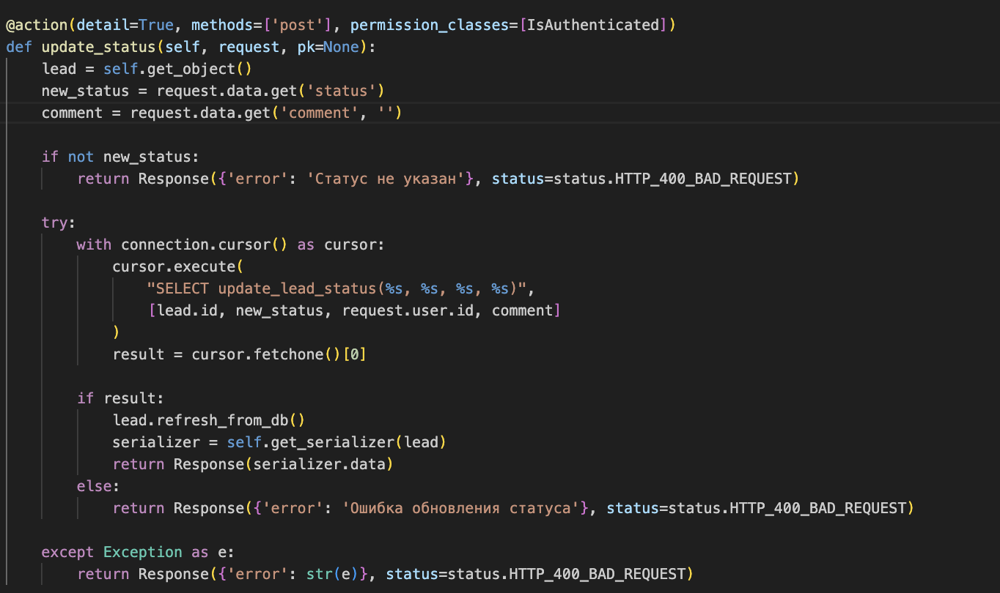 @action(detail=True, methods=['post'], permission_classes=[IsAuthenticated])
def update_status(self, request, pk=None):
    lead = self.get_object()
    new_status = request.data.get('status')
    comment = request.data.get('comment', '')

    if not new_status:
        return Response({'error': 'Статус не указан'}, status=status.HTTP_400_BAD_REQUEST)

    try:
        with connection.cursor() as cursor:
            cursor.execute(
                "SELECT update_lead_status(%s, %s, %s, %s)",
                [lead.id, new_status, request.user.id, comment]
            )
            result = cursor.fetchone()[0]

        if result:
            lead.refresh_from_db()
            serializer = self.get_serializer(lead)
            return Response(serializer.data)
        else:
            return Response({'error': 'Ошибка обновления статуса'}, status=status.HTTP_400_BAD_REQUEST)

    except Exception as e:
        return Response({'error': str(e)}, status=status.HTTP_400_BAD_REQUEST)